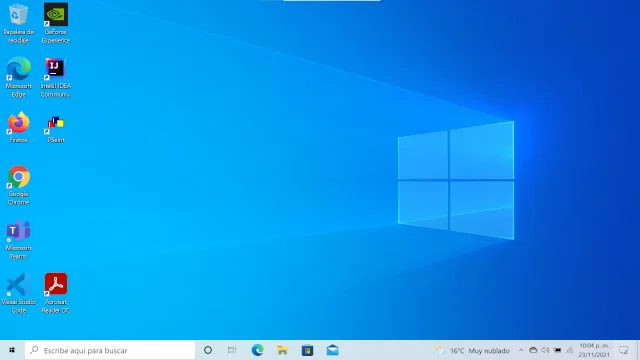 Papelera de
reciclaje
GeForce
Experience
Microsoft
Edge
IntelliJ IDEA
Communi...
Firefox
PSeInt
Google
Chrome
Microsoft
Teams
Visual Studio
Code
Acrobat
Reader DC
Escribe aquí para buscar
16°C Muy nublado
10:04 p. m.
23/11/2021